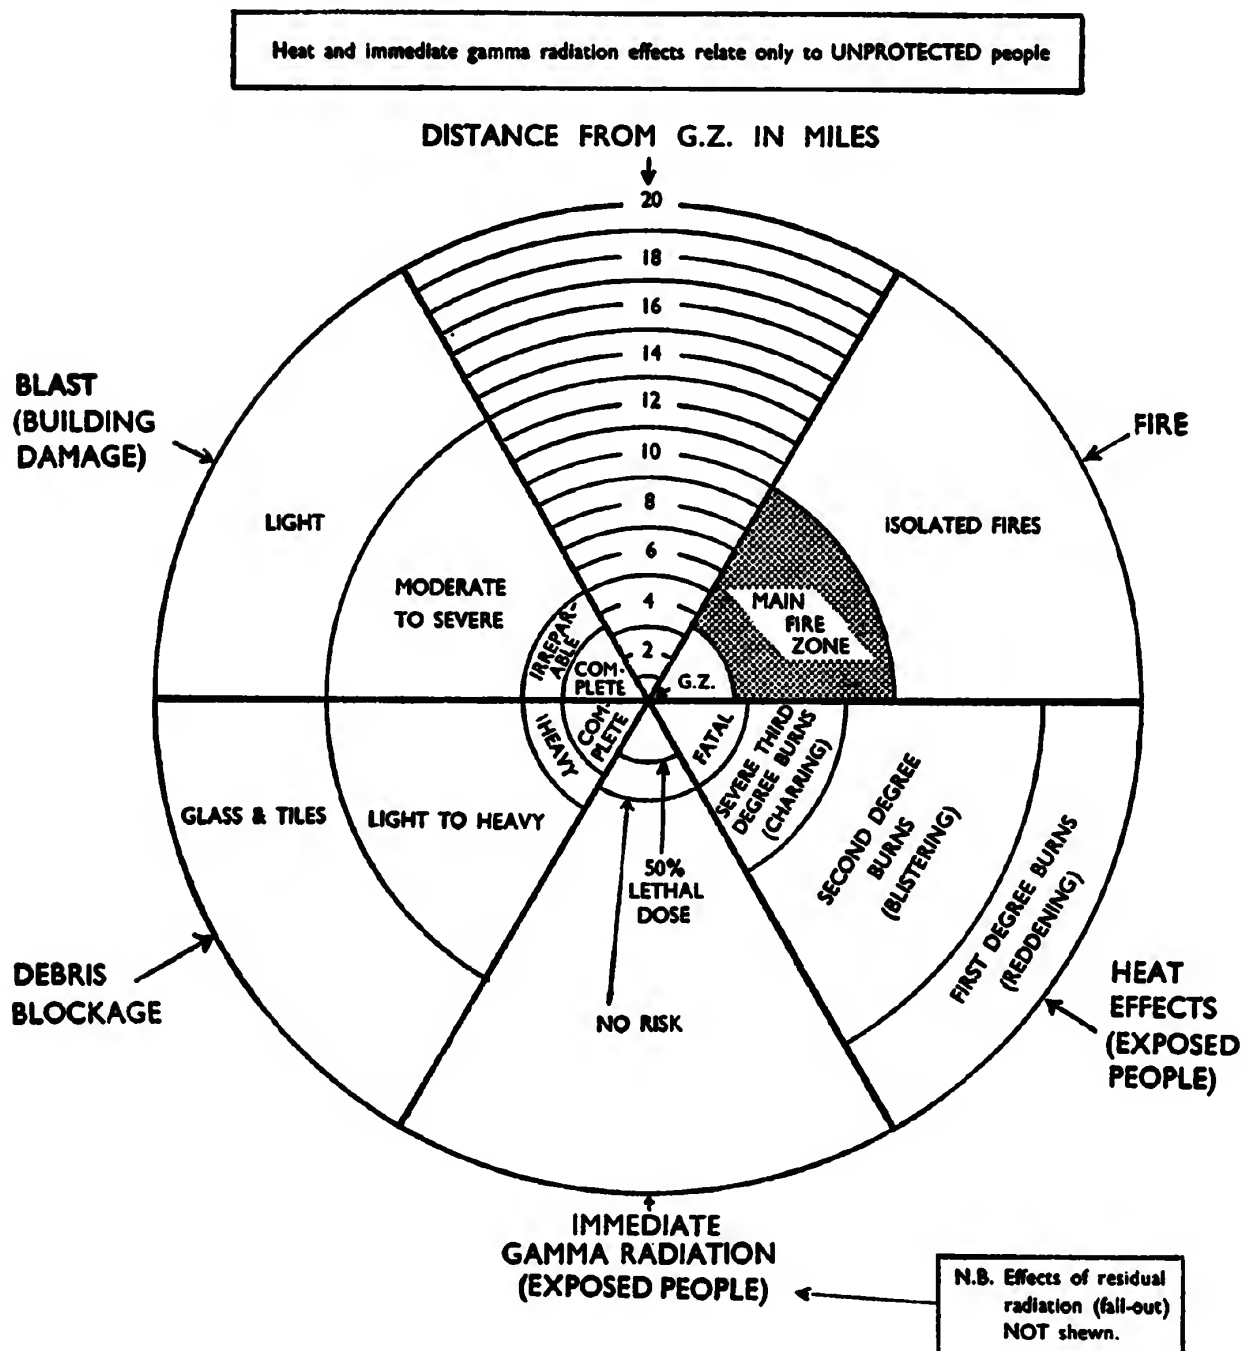 Heat and immediate gamma radiation effects relate only to UNPROTECTED people
DISTANCE FROM G.Z. IN MILES
20
18
16
14
12
10
8
6
4
2
G.Z.
BLAST
(BUILDING
DAMAGE)
LIGHT
MODERATE
TO SEVERE
IRREPAR-
ABLE
COM-
PLETE
FIRE
ISOLATED FIRES
MAIN
FIRE
ZONE
DEBRIS
BLOCKAGE
GLASS & TILES
LIGHT TO HEAVY
HEAVY
COM-
PLETE
FATAL
SEVERE THIRD
DEGREE BURNS
(CHARRING)
SECOND DEGREE
BURNS
(BLISTERING)
FIRST DEGREE BURNS
(REDDENING)
HEAT
EFFECTS
(EXPOSED
PEOPLE)
50%
LETHAL
DOSE
NO RISK
IMMEDIATE
GAMMA RADIATION
(EXPOSED PEOPLE)
N.B. Effects of residual
radiation (fall-out)
NOT shewn.